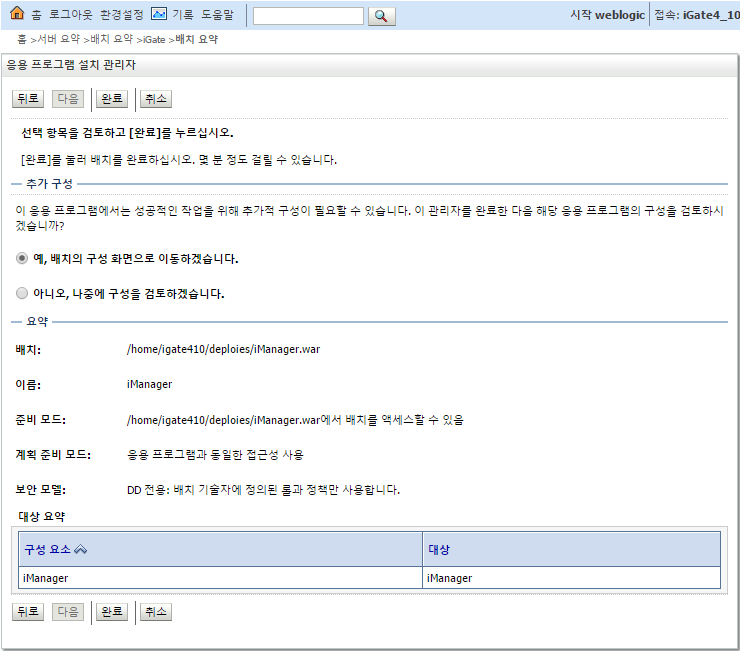 홈 로그아웃 환경설정 기록 도움말 시작 weblogic 접속: iGate4_10
홈 >서버 요약 >배치 요약 >iGate >배치 요약
응용 프로그램 설치 관리자
뒤로 다음 완료 취소
선택 항목을 검토하고 [완료]를 누르십시오.
[완료]를 눌러 배치를 완료하십시오. 몇 분 정도 걸릴 수 있습니다.
추가 구성
이 응용 프로그램에서는 성공적인 작업을 위해 추가적 구성이 필요할 수 있습니다. 이 관리자를 완료한 다음 해당 응용 프로그램의 구성을 검토하시
겠습니까?
예, 배치의 구성 화면으로 이동하겠습니다.
아니오, 나중에 구성을 검토하겠습니다.
요약
배치: /home/igate410/deploies/iManager.war
이름: iManager
준비 모드: /home/igate410/deploies/iManager.war에서 배치를 액세스할 수 있음
계획 준비 모드: 응용 프로그램과 동일한 접근성 사용
보안 모델: DD 전용: 배치 기술자에 정의된 롤과 정책만 사용합니다.
대상 요약
구성 요소 대상
iManager iManager
뒤로 다음 완료 취소